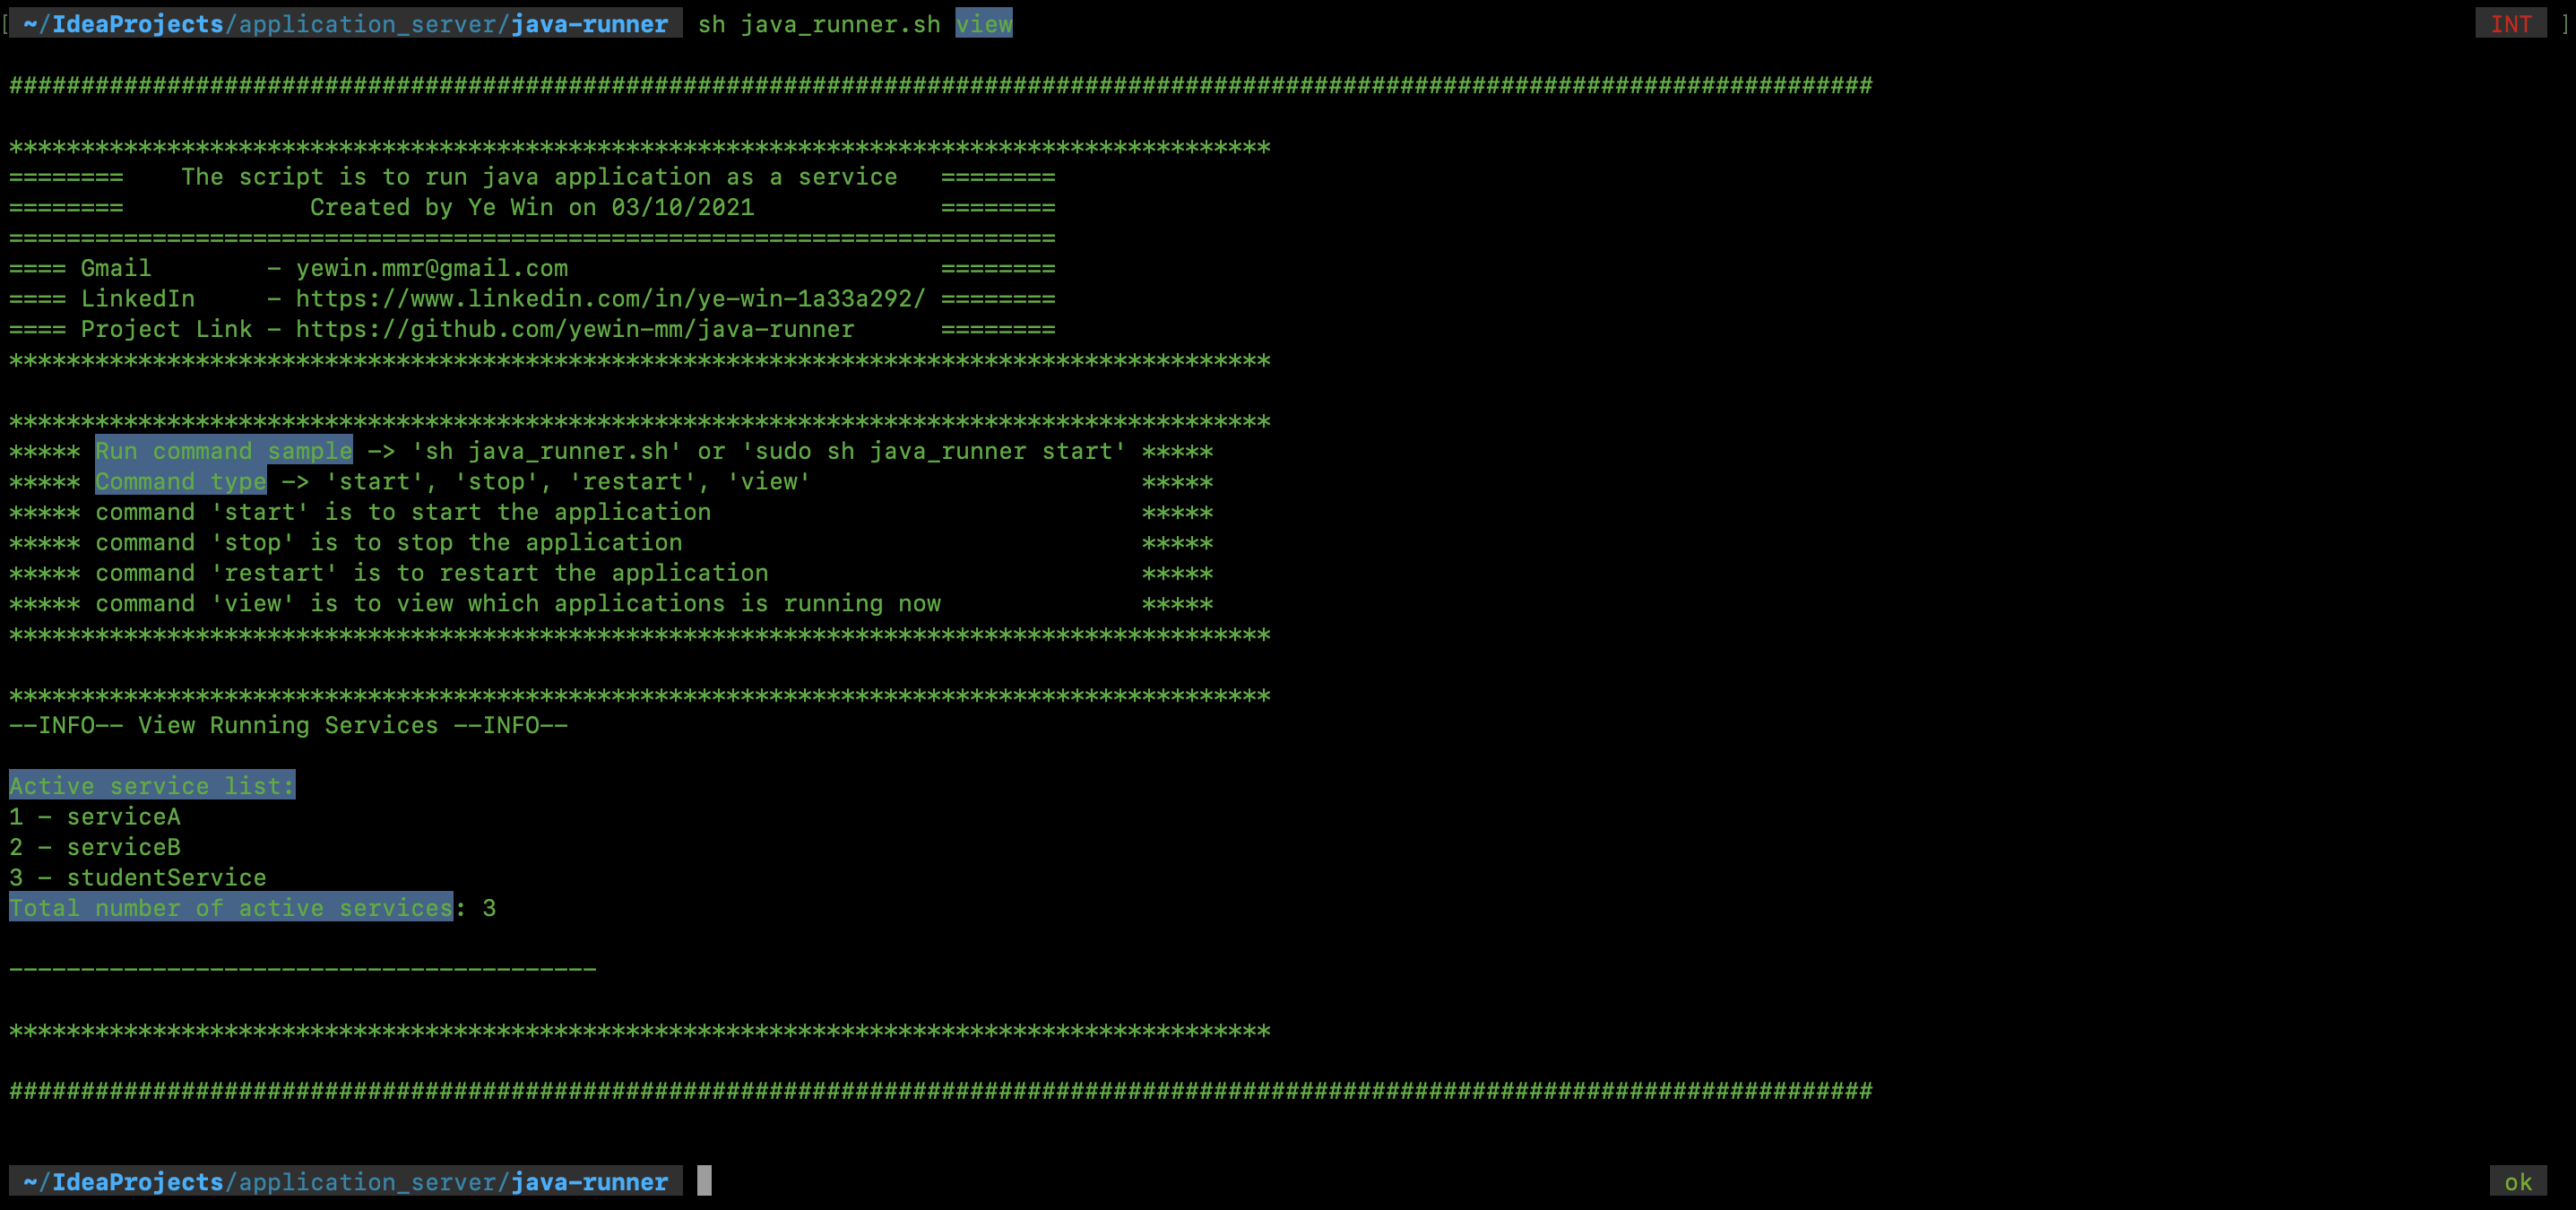 [ ~/IdeaProjects/application_server/java-runner  sh java_runner.sh view INT ]
##################################################################################################################################
****************************************************************************************
========    The script is to run java application as a service   ========
========             Created by Ye Win on 03/10/2021             ========
=========================================================================
==== Gmail        - yewin.mmr@gmail.com                          ========
==== LinkedIn     - https://www.linkedin.com/in/ye-win-1a33a292/ ========
==== Project Link - https://github.com/yewin-mm/java-runner      ========
****************************************************************************************
****************************************************************************************
***** Run command sample -> 'sh java_runner.sh' or 'sudo sh java_runner start' *****
***** Command type -> 'start', 'stop', 'restart', 'view'                       *****
***** command 'start' is to start the application                              *****
***** command 'stop' is to stop the application                                *****
***** command 'restart' is to restart the application                          *****
***** command 'view' is to view which applications is running now              *****
****************************************************************************************
****************************************************************************************
--INFO-- View Running Services --INFO--
Active service list:
1 - serviceA
2 - serviceB
3 - studentService
Total number of active services: 3
-----------------------------------------
****************************************************************************************
##################################################################################################################################
~/IdeaProjects/application_server/java-runner ok